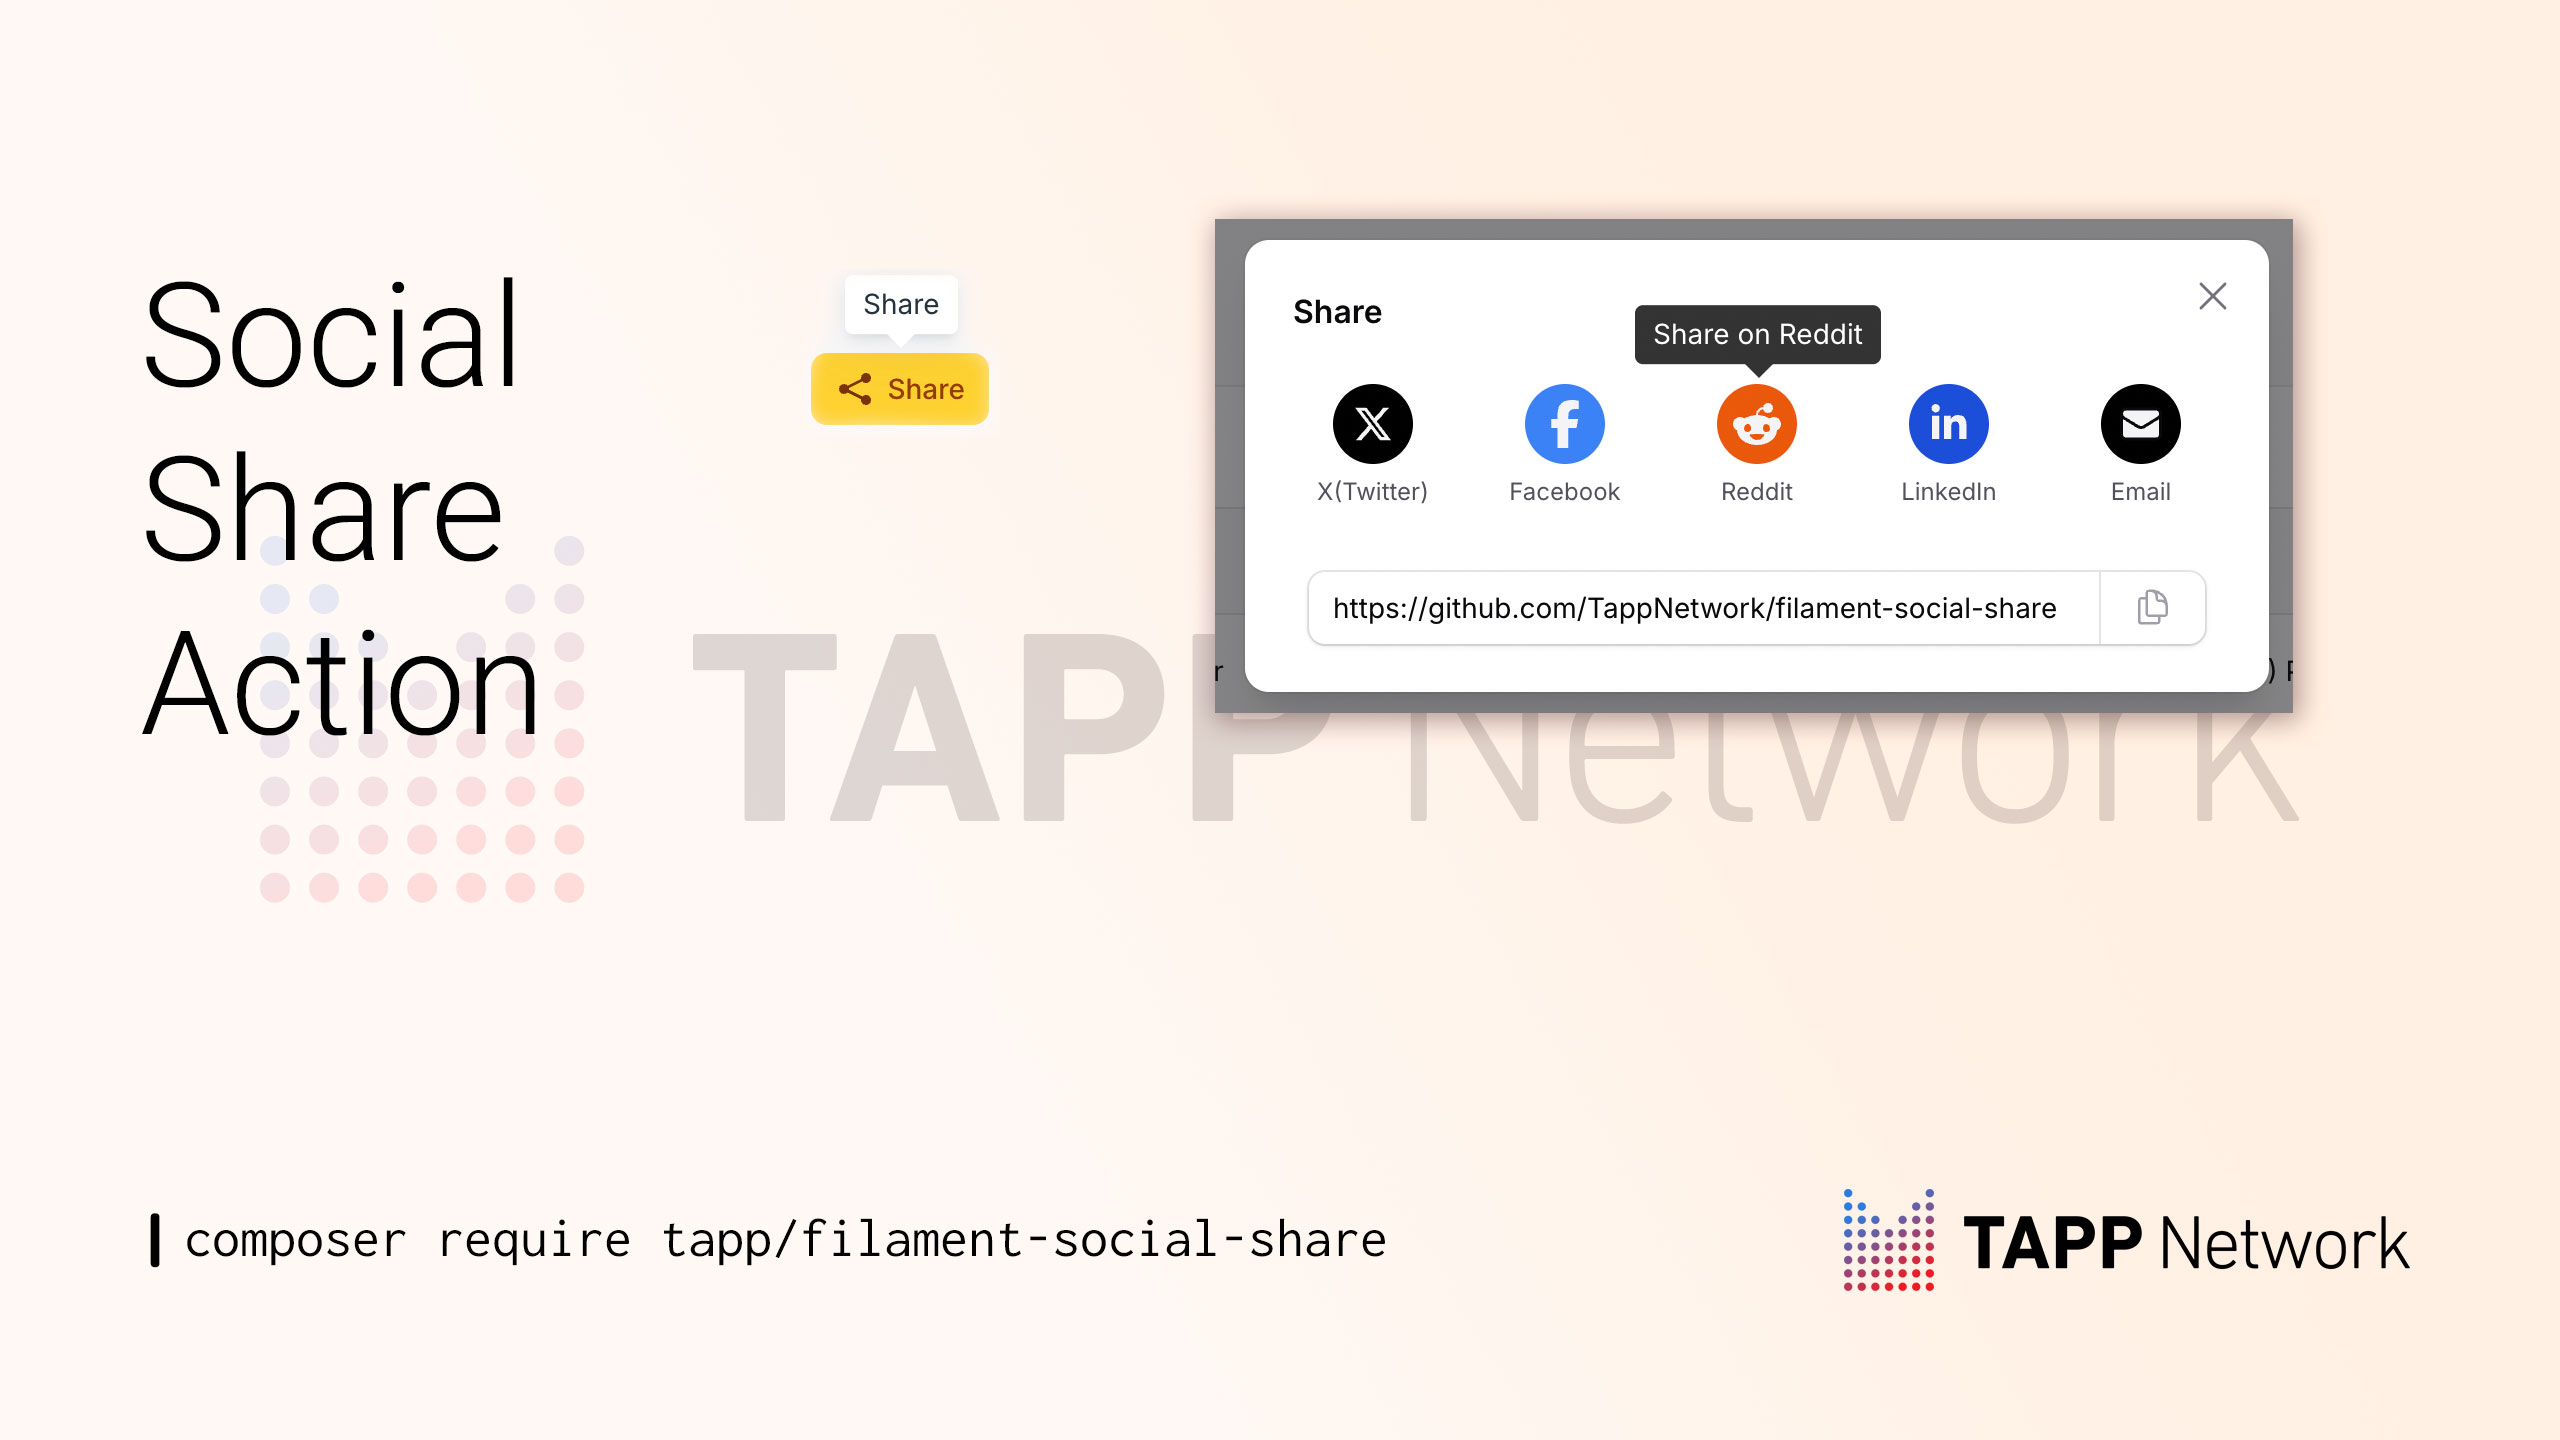 Social
Share
Action
Share
Share
Share
Share on Reddit
X(Twitter)
Facebook
Reddit
LinkedIn
Email
https://github.com/TappNetwork/filament-social-share
r
)
TAPP Network
composer require tapp/filament-social-share
TAPP Network